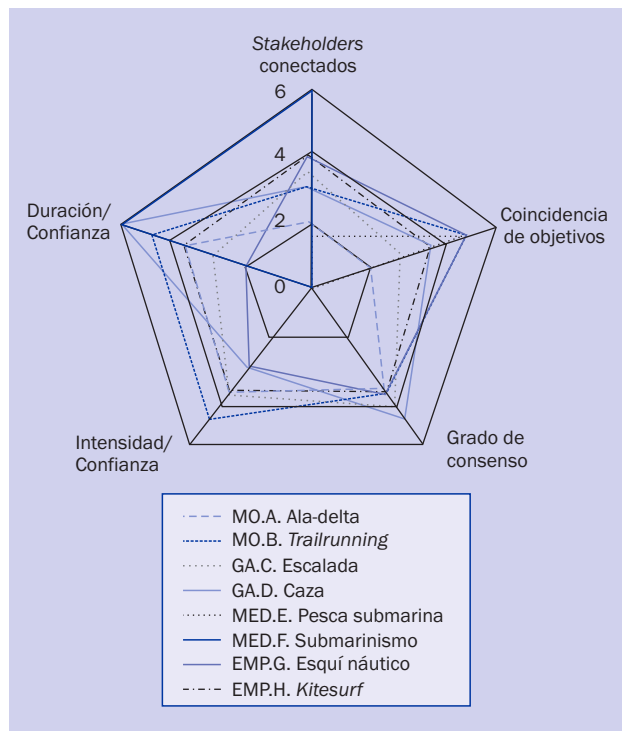 Stakeholders
conectados
6
4
2
0
Duración/
Confianza
Coincidencia
de objetivos
Intensidad/
Confianza
Grado de
consenso
MO.A. Ala-delta
MO.B. Trailrunning
GA.C. Escalada
GA.D. Caza
MED.E. Pesca submarina
MED.F. Submarinismo
EMP.G. Esquí náutico
EMP.H. Kitesurf